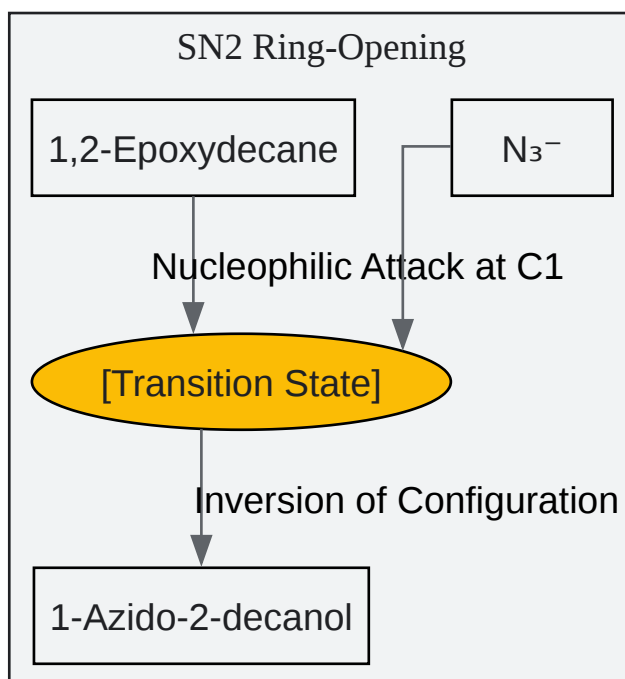 SN2 Ring-Opening
1,2-Epoxydecane
N₃⁻
Nucleophilic Attack at C1
[Transition State]
Inversion of Configuration
1-Azido-2-decanol